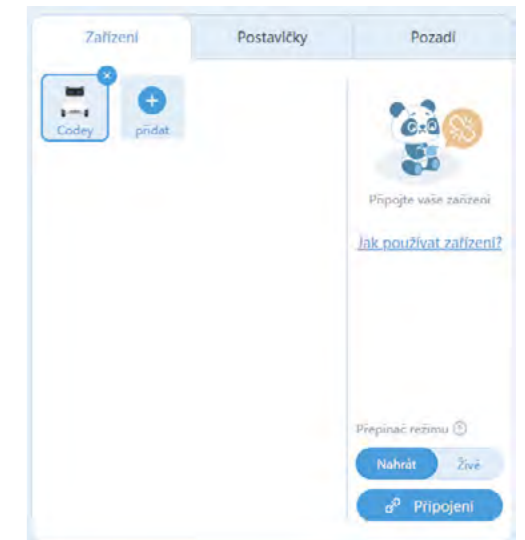 Zařízení
Postavičky
Pozadí
Codey
přidat
Připojte vaše zařízení
Jak používat zařízení?
Přepínač režimu
Nahrát
Živě
Připojení